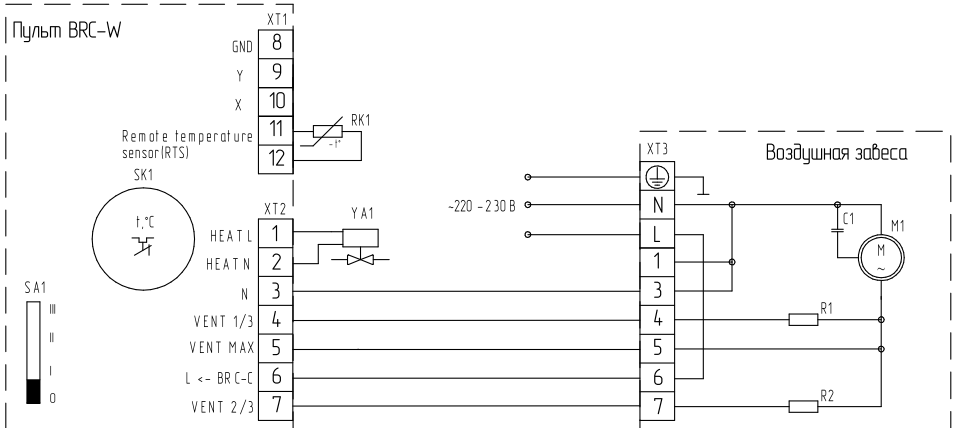 Пульт BRC-W
XT1
GND 8
Y 9
X 10
Remote temperature
sensor(RTS)
11
12
RK1
-t°
SK1
t,°C
XT2
HEAT L 1
HEAT N 2
N 3
VENT 1/3 4
VENT MAX 5
L <- BRC-C 6
VENT 2/3 7
YA1
SA1
III
II
I
0
~220-230 В
Воздушная завеса
XT3
N
L
1
3
4
5
6
7
C1
M1
M
~
R1
R2